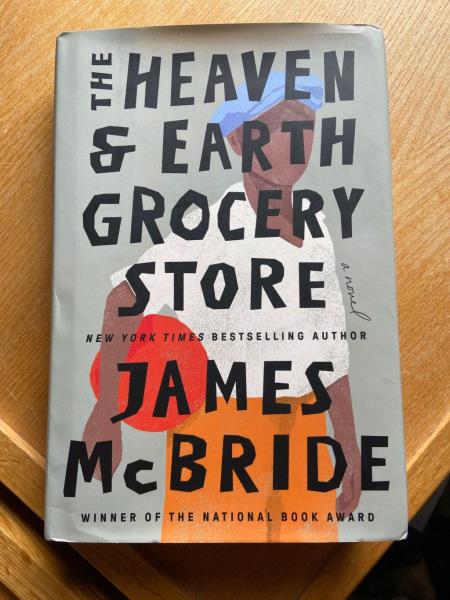 THE HEAVEN
& EARTH
GROCERY
STORE
a novel
NEW YORK TIMES BESTSELLING AUTHOR
JAMES
McBRIDE
WINNER OF THE NATIONAL BOOK AWARD